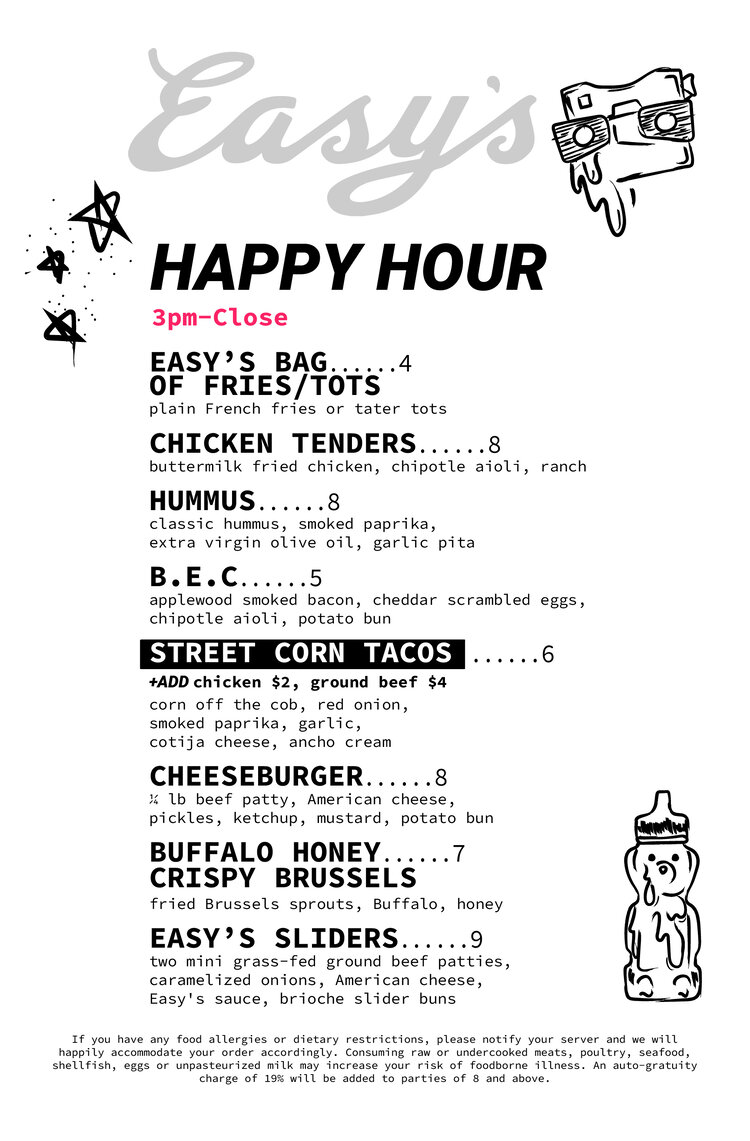 Easy's
HAPPY HOUR
3pm-Close
EASY’S BAG......4
OF FRIES/TOTS
plain French fries or tater tots
CHICKEN TENDERS......8
buttermilk fried chicken, chipotle aioli, ranch
HUMMUS......8
classic hummus, smoked paprika,
extra virgin olive oil, garlic pita
B.E.C......5
applewood smoked bacon, cheddar scrambled eggs,
chipotle aioli, potato bun
STREET CORN TACOS ......6
+ADD chicken $2, ground beef $4
corn off the cob, red onion,
smoked paprika, garlic,
cotija cheese, ancho cream
CHEESEBURGER......8
¼ lb beef patty, American cheese,
pickles, ketchup, mustard, potato bun
BUFFALO HONEY......7
CRISPY BRUSSELS
fried Brussels sprouts, Buffalo, honey
EASY’S SLIDERS......9
two mini grass-fed ground beef patties,
caramelized onions, American cheese,
Easy's sauce, brioche slider buns
If you have any food allergies or dietary restrictions, please notify your server and we will
happily accommodate your order accordingly. Consuming raw or undercooked meats, poultry, seafood,
shellfish, eggs or unpasteurized milk may increase your risk of foodborne illness. An auto-gratuity
charge of 19% will be added to parties of 8 and above.